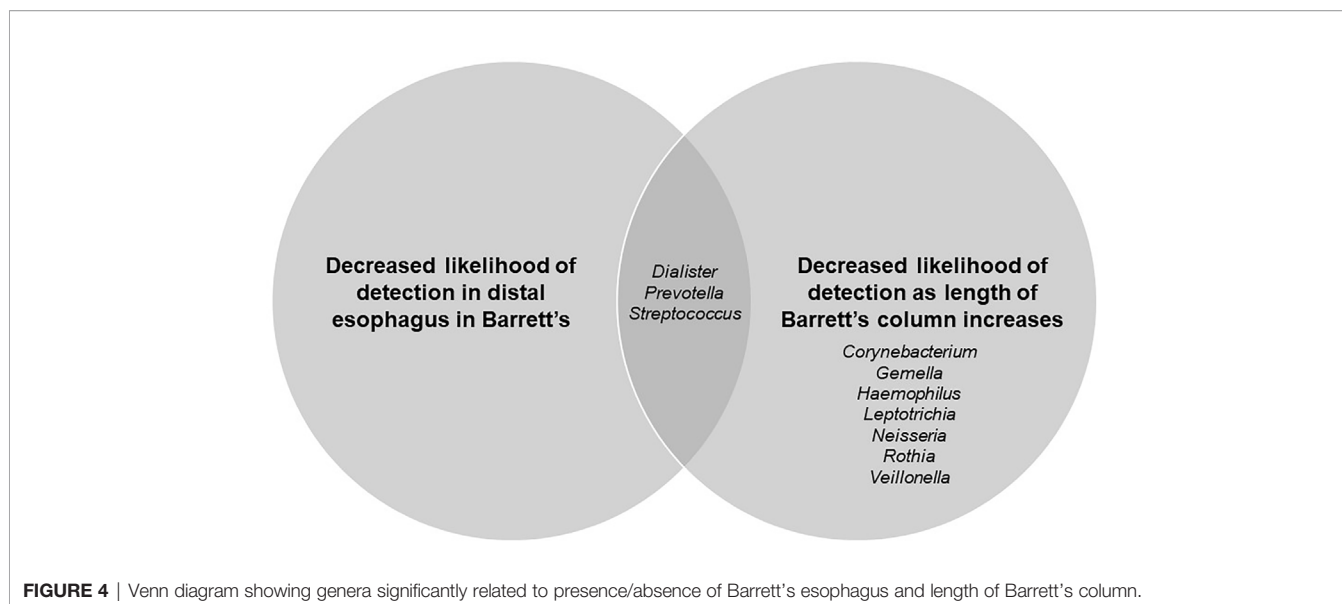 Decreased likelihood of
detection in distal
esophagus in Barrett's
Dialister
Prevotella
Streptococcus
Decreased likelihood of
detection as length of
Barrett's column increases
Corynebacterium
Gemella
Haemophilus
Leptotrichia
Neisseria
Rothia
Veillonella
FIGURE 4 | Venn diagram showing genera significantly related to presence/absence of Barrett's esophagus and length of Barrett's column.